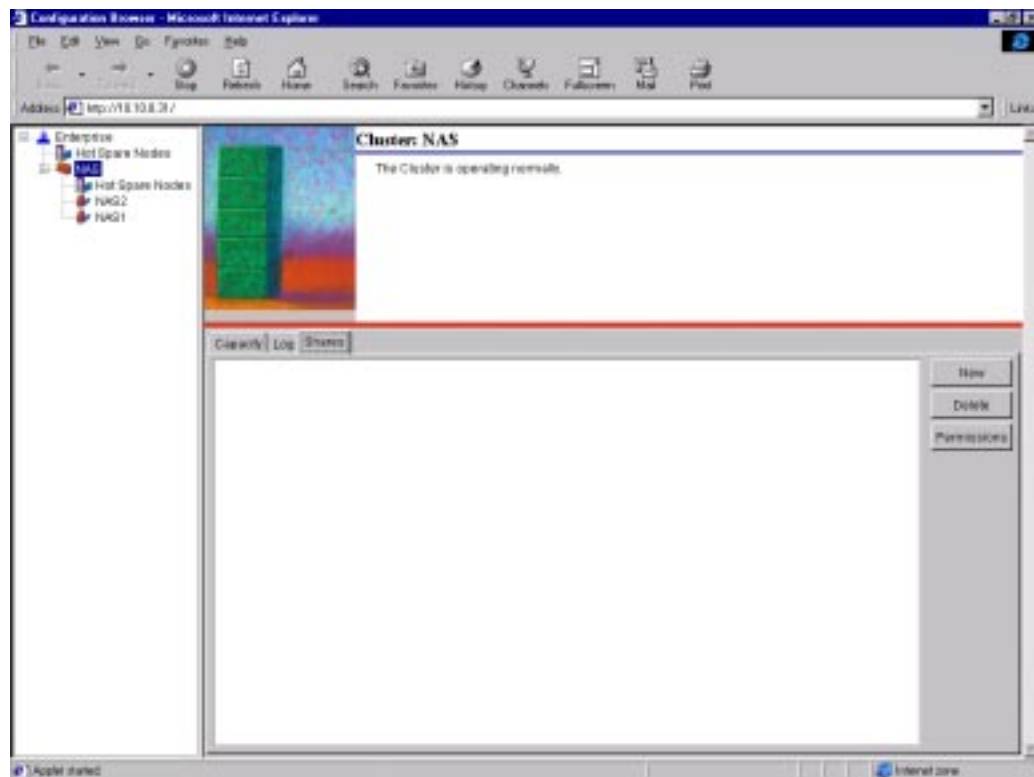 Configuration Browser - Microsoft Internet Explorer
File Edit View Go Favorites Help
Stop Refresh Home Search Favorites History Channels Fullscreen Mail Print
Address
Links
Enterprise
Hot Spare Nodes
NAS
Hot Spare Nodes
NAS2
NAS1
Cluster: NAS
The Cluster is operating normally.
Capacity Log Shares
New
Delete
Permissions
Applet started
Internet zone